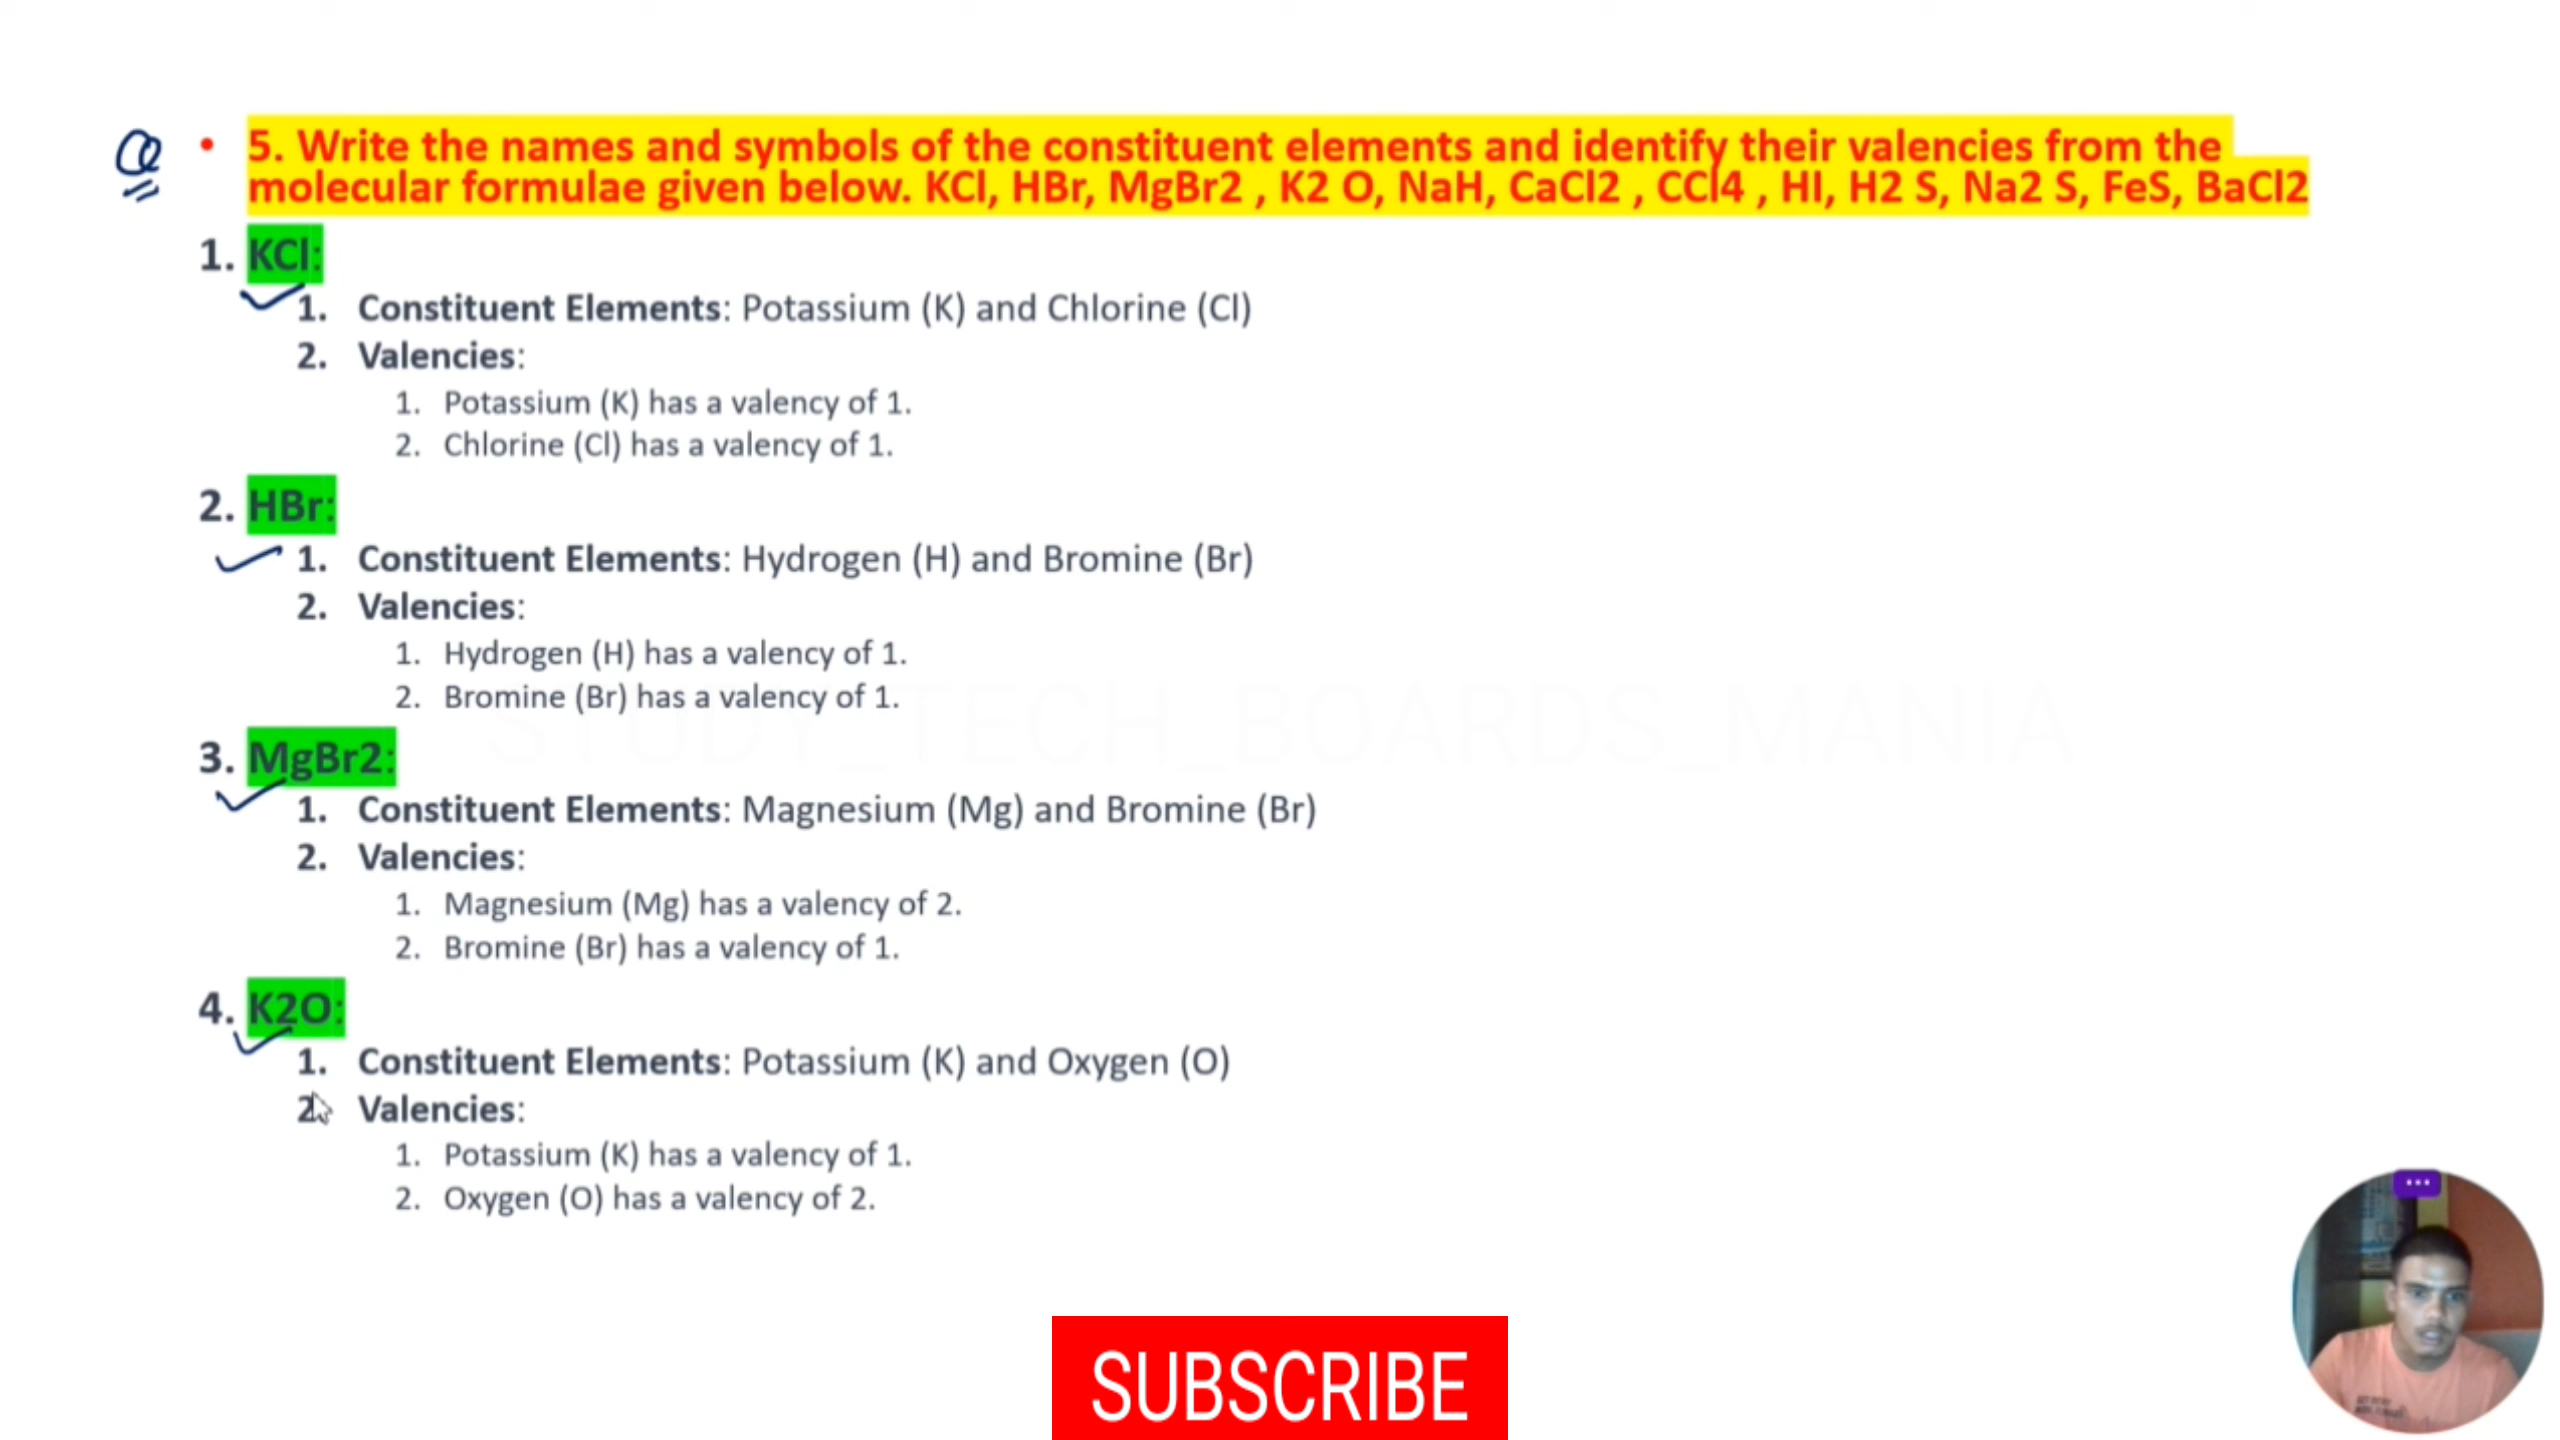 Q
• 5. Write the names and symbols of the constituent elements and identify their valencies from the
molecular formulae given below. KCl, HBr, MgBr2 , K2 O, NaH, CaCl2 , CCl4 , HI, H2 S, Na2 S, FeS, BaCl2
1. KCl:
1. Constituent Elements: Potassium (K) and Chlorine (Cl)
2. Valencies:
1. Potassium (K) has a valency of 1.
2. Chlorine (Cl) has a valency of 1.
2. HBr:
1. Constituent Elements: Hydrogen (H) and Bromine (Br)
2. Valencies:
1. Hydrogen (H) has a valency of 1.
2. Bromine (Br) has a valency of 1.
STUDY_TECH_BOARDS_MANIA
3. MgBr2:
1. Constituent Elements: Magnesium (Mg) and Bromine (Br)
2. Valencies:
1. Magnesium (Mg) has a valency of 2.
2. Bromine (Br) has a valency of 1.
4. K2O:
1. Constituent Elements: Potassium (K) and Oxygen (O)
2. Valencies:
1. Potassium (K) has a valency of 1.
2. Oxygen (O) has a valency of 2.
SUBSCRIBE